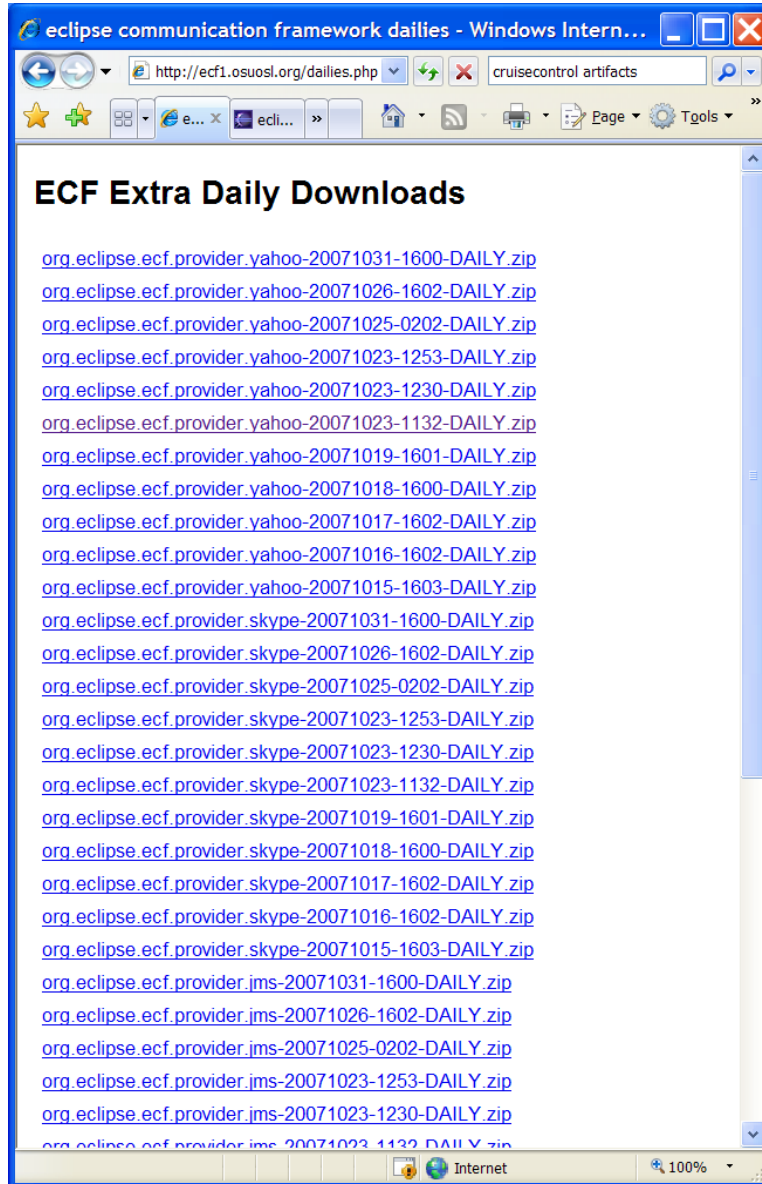 eclipse communication framework dailies - Windows Intern...
http://ecf1.osuosl.org/dailies.php
cruisecontrol artifacts
e...
ecli...
»
Page
Tools
»
ECF Extra Daily Downloads
org.eclipse.ecf.provider.yahoo-20071031-1600-DAILY.zip
org.eclipse.ecf.provider.yahoo-20071026-1602-DAILY.zip
org.eclipse.ecf.provider.yahoo-20071025-0202-DAILY.zip
org.eclipse.ecf.provider.yahoo-20071023-1253-DAILY.zip
org.eclipse.ecf.provider.yahoo-20071023-1230-DAILY.zip
org.eclipse.ecf.provider.yahoo-20071023-1132-DAILY.zip
org.eclipse.ecf.provider.yahoo-20071019-1601-DAILY.zip
org.eclipse.ecf.provider.yahoo-20071018-1600-DAILY.zip
org.eclipse.ecf.provider.yahoo-20071017-1602-DAILY.zip
org.eclipse.ecf.provider.yahoo-20071016-1602-DAILY.zip
org.eclipse.ecf.provider.yahoo-20071015-1603-DAILY.zip
org.eclipse.ecf.provider.skype-20071031-1600-DAILY.zip
org.eclipse.ecf.provider.skype-20071026-1602-DAILY.zip
org.eclipse.ecf.provider.skype-20071025-0202-DAILY.zip
org.eclipse.ecf.provider.skype-20071023-1253-DAILY.zip
org.eclipse.ecf.provider.skype-20071023-1230-DAILY.zip
org.eclipse.ecf.provider.skype-20071023-1132-DAILY.zip
org.eclipse.ecf.provider.skype-20071019-1601-DAILY.zip
org.eclipse.ecf.provider.skype-20071018-1600-DAILY.zip
org.eclipse.ecf.provider.skype-20071017-1602-DAILY.zip
org.eclipse.ecf.provider.skype-20071016-1602-DAILY.zip
org.eclipse.ecf.provider.skype-20071015-1603-DAILY.zip
org.eclipse.ecf.provider.jms-20071031-1600-DAILY.zip
org.eclipse.ecf.provider.jms-20071026-1602-DAILY.zip
org.eclipse.ecf.provider.jms-20071025-0202-DAILY.zip
org.eclipse.ecf.provider.jms-20071023-1253-DAILY.zip
org.eclipse.ecf.provider.jms-20071023-1230-DAILY.zip
org.eclipse.ecf.provider.jms-20071023-1132-DAILY.zip
Internet
100%